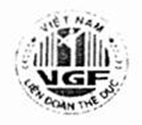 VIỆT NAM
VGF
LIÊN ĐOÀN THỂ DỤC